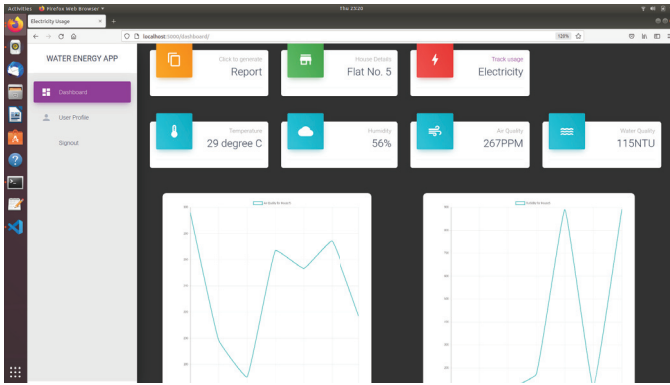 Activities
Firefox Web Browser
Thu 23:20
Electricity Usage
localhost:5000/dashboard/
120%
WATER ENERGY APP
Dashboard
User Profile
Signout
Click to generate
Report
House Details
Flat No. 5
Track usage
Electricity
Temperature
29 degree C
Humidity
56%
Air Quality
267PPM
Water Quality
115NTU